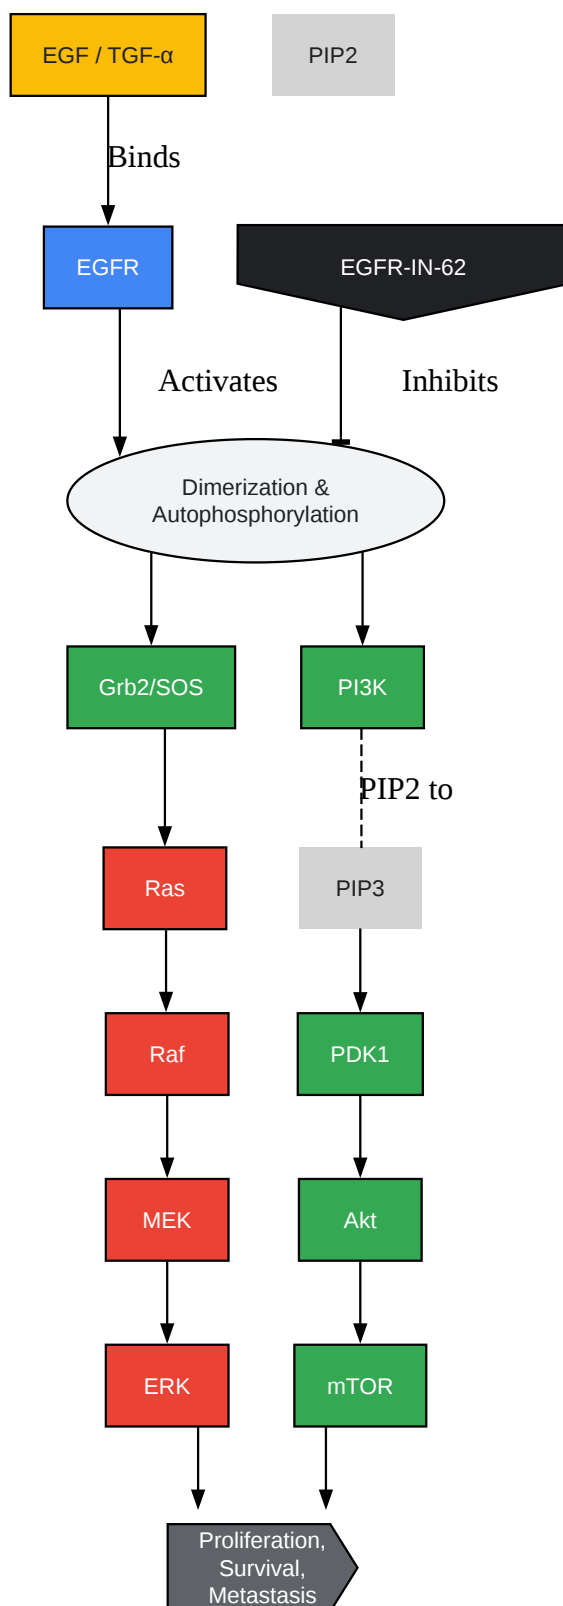 EGF / TGF-α
PIP2
Binds
EGFR
EGFR-IN-62
Activates
Inhibits
Dimerization &
Autophosphorylation
Grb2/SOS
PI3K
PIP2 to
Ras
PIP3
Raf
PDK1
MEK
Akt
ERK
mTOR
Proliferation,
Survival,
Metastasis